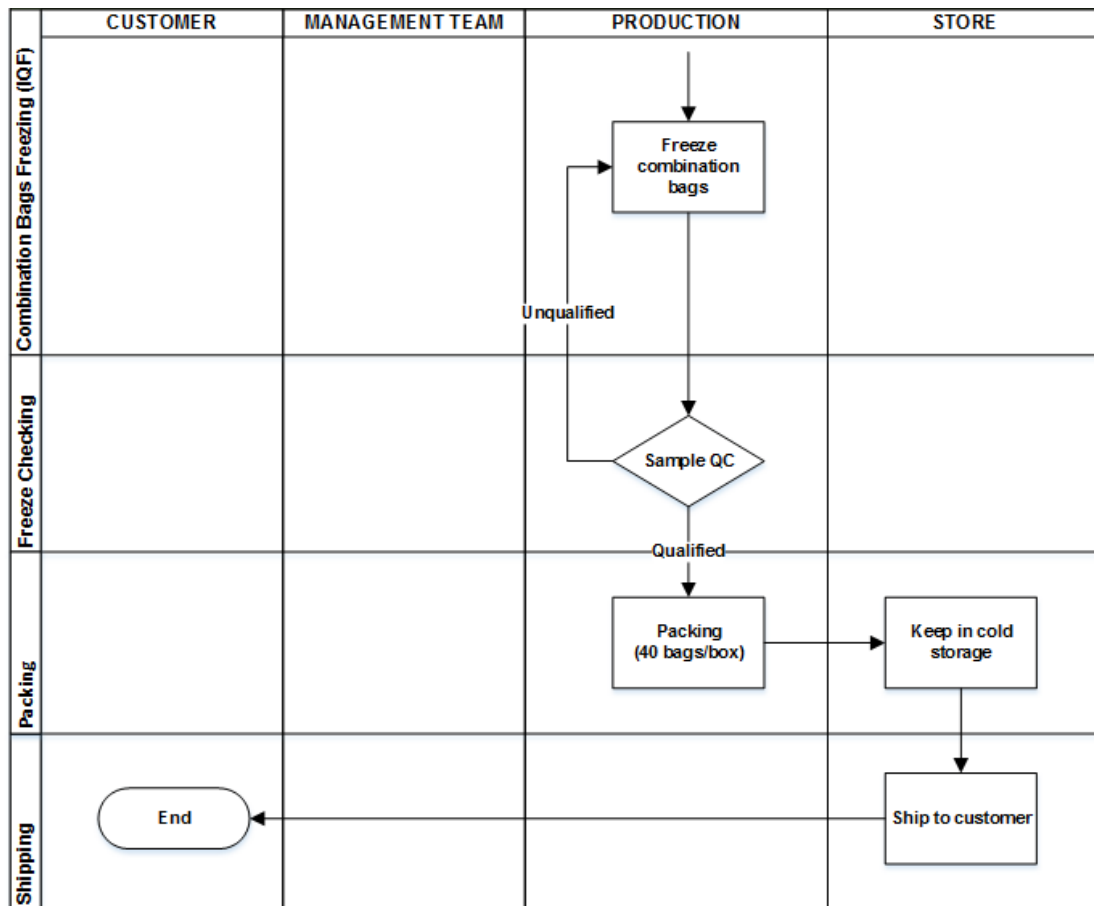 CUSTOMER
MANAGEMENT TEAM
PRODUCTION
STORE
Combination Bags Freezing (IQF)
Freeze
combination
bags
Unqualified
Freeze Checking
Sample QC
Qualified
Packing
Packing
(40 bags/box)
Keep in cold
storage
Shipping
End
Ship to customer